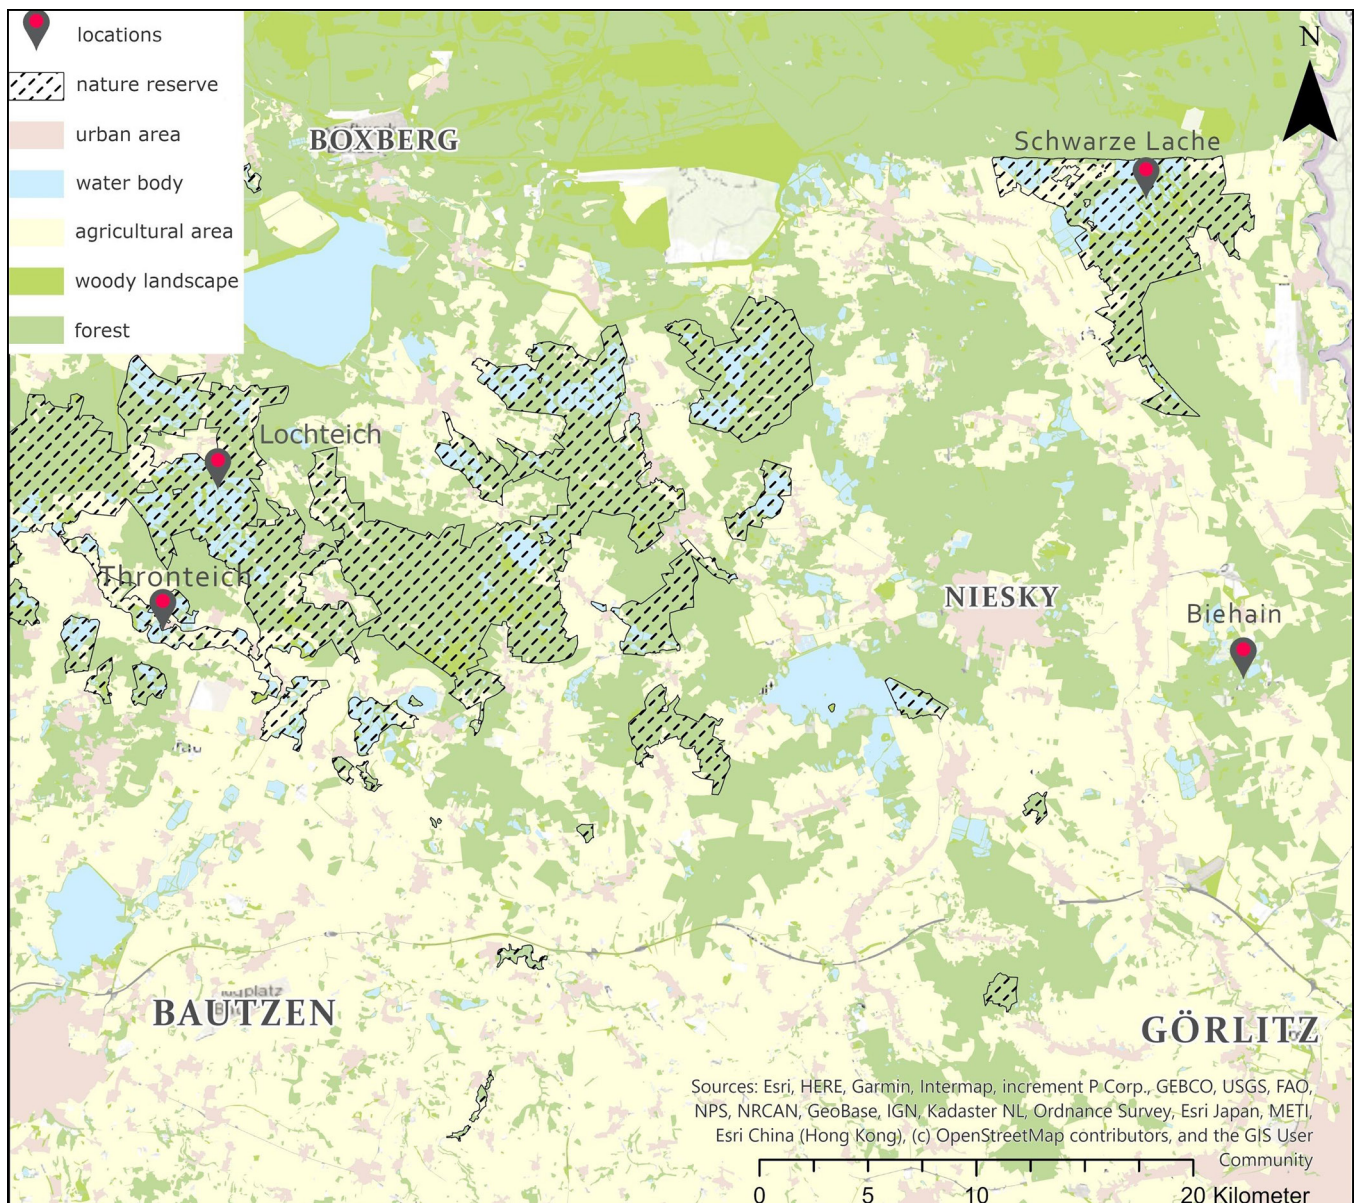 locations
nature reserve
urban area
water body
agricultural area
woody landscape
forest
N
BOXBERG
Schwarze Lache
Lochteich
Thronteich
NIESKY
Biehain
BAUTZEN
GÖRLITZ
Sources: Esri, HERE, Garmin, Intermap, increment P Corp., GEBCO, USGS, FAO,
NPS, NRCAN, GeoBase, IGN, Kadaster NL, Ordnance Survey, Esri Japan, METI,
Esri China (Hong Kong), (c) OpenStreetMap contributors, and the GIS User
Community
0 5 10 20 Kilometer